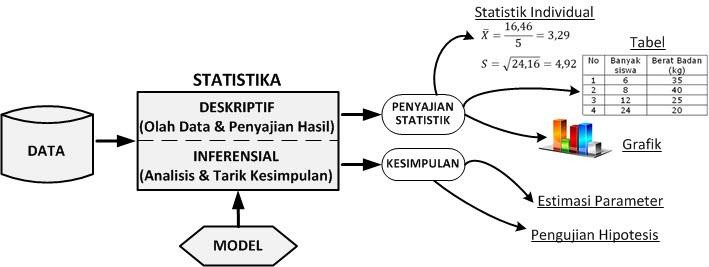 Statistik Individual
X̄ = 16,46 / 5 = 3,29
S = √24,16 = 4,92
Tabel
No Banyak siswa Berat Badan (kg)
1 6 35
2 8 40
3 12 25
4 24 20
STATISTIKA
DESKRIPTIF
(Olah Data & Penyajian Hasil)
INFERENSIAL
(Analisis & Tarik Kesimpulan)
DATA
MODEL
PENYAJIAN
STATISTIK
KESIMPULAN
Grafik
Estimasi Parameter
Pengujian Hipotesis